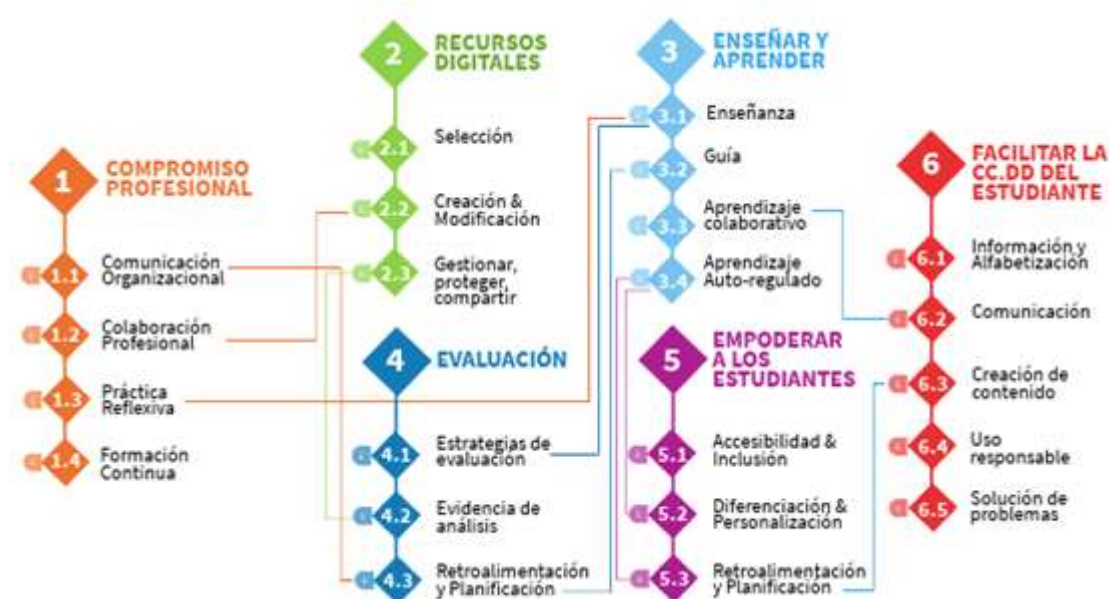 1
COMPROMISO
PROFESIONAL
1.1
Comunicación
Organizacional
1.2
Colaboración
Profesional
1.3
Práctica
Reflexiva
1.4
Formación
Continua
2
RECURSOS
DIGITALES
2.1
Selección
2.2
Creación &
Modificación
2.3
Gestionar,
proteger,
compartir
3
ENSEÑAR Y
APRENDER
3.1
Enseñanza
3.2
Guía
3.3
Aprendizaje
colaborativo
3.4
Aprendizaje
Auto-regulado
4
EVALUACIÓN
4.1
Estrategias de
evaluación
4.2
Evidencia de
análisis
4.3
Retroalimentación
y Planificación
5
EMPODERAR
A LOS
ESTUDIANTES
5.1
Accesibilidad &
Inclusión
5.2
Diferenciación &
Personalización
5.3
Retroalimentación
y Planificación
6
FACILITAR LA
CC.DD DEL
ESTUDIANTE
6.1
Información y
Alfabetización
6.2
Comunicación
6.3
Creación de
contenido
6.4
Uso
responsable
6.5
Solución de
problemas